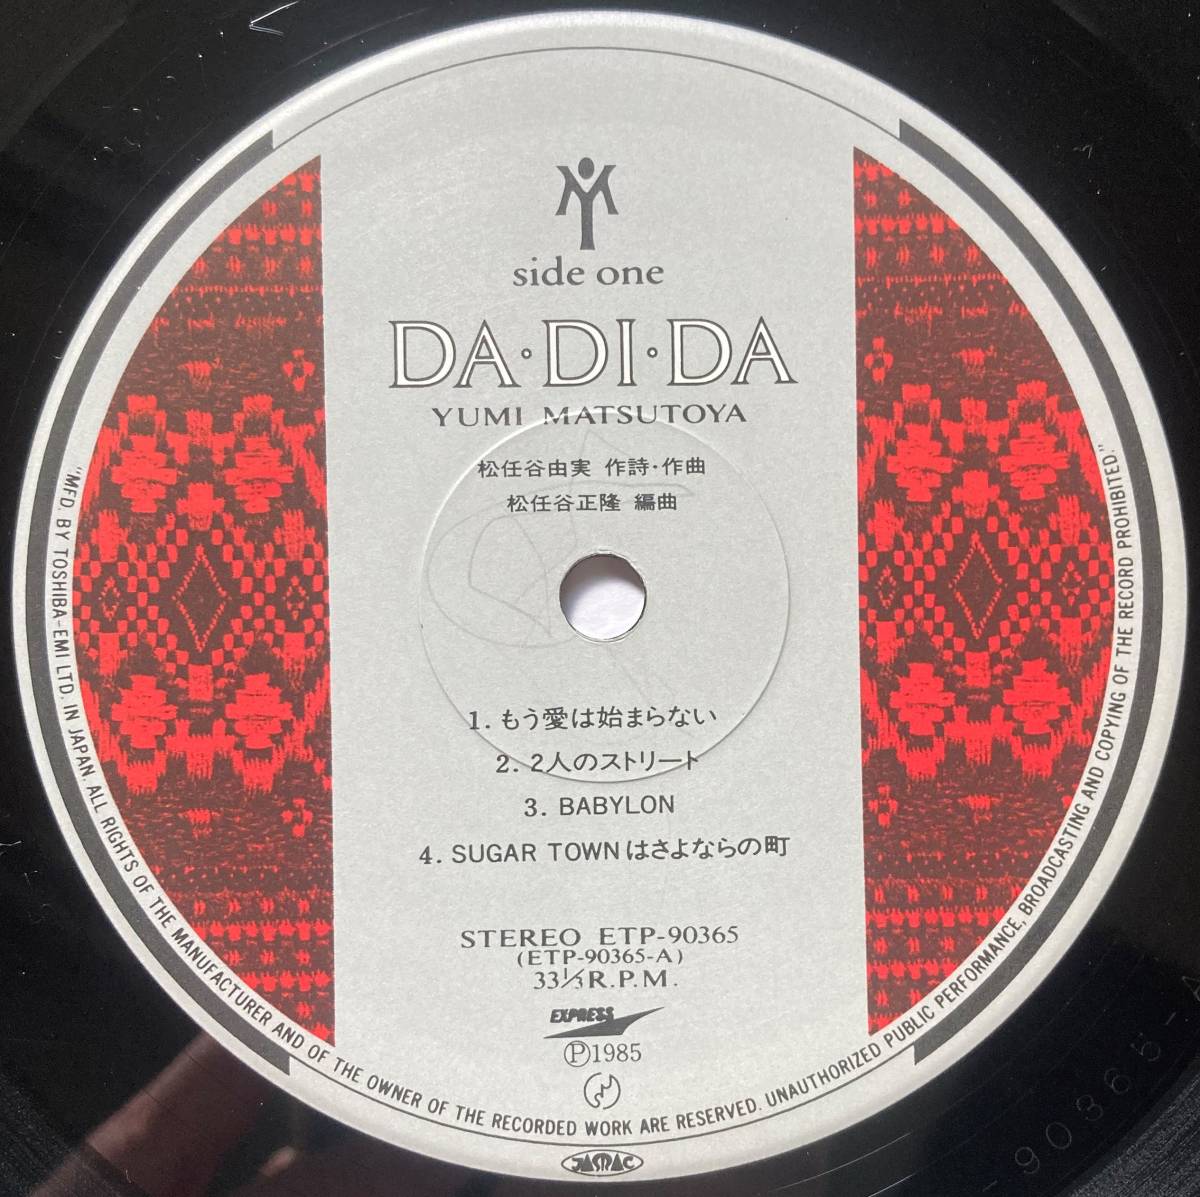 side one
DA·DI·DA
YUMI MATSUTOYA
松任谷由実 作詩·作曲
松任谷正隆 編曲
1. もう愛は始まらない
2. 2人のストリート
3. BABYLON
4. SUGAR TOWNはさよならの町
STEREO ETP-90365
(ETP-90365-A)
33⅓R.P.M.
EXPRESS
Ⓟ1985
"MFD. BY TOSHIBA-EMI LTD. IN JAPAN. ALL RIGHTS OF THE MANUFACTURER AND OF THE OWNER OF THE RECORDED WORK ARE RESERVED. UNAUTHORIZED PUBLIC PERFORMANCE, BROADCASTING AND COPYING OF THE RECORD PROHIBITED."
JASRAC
90365-A